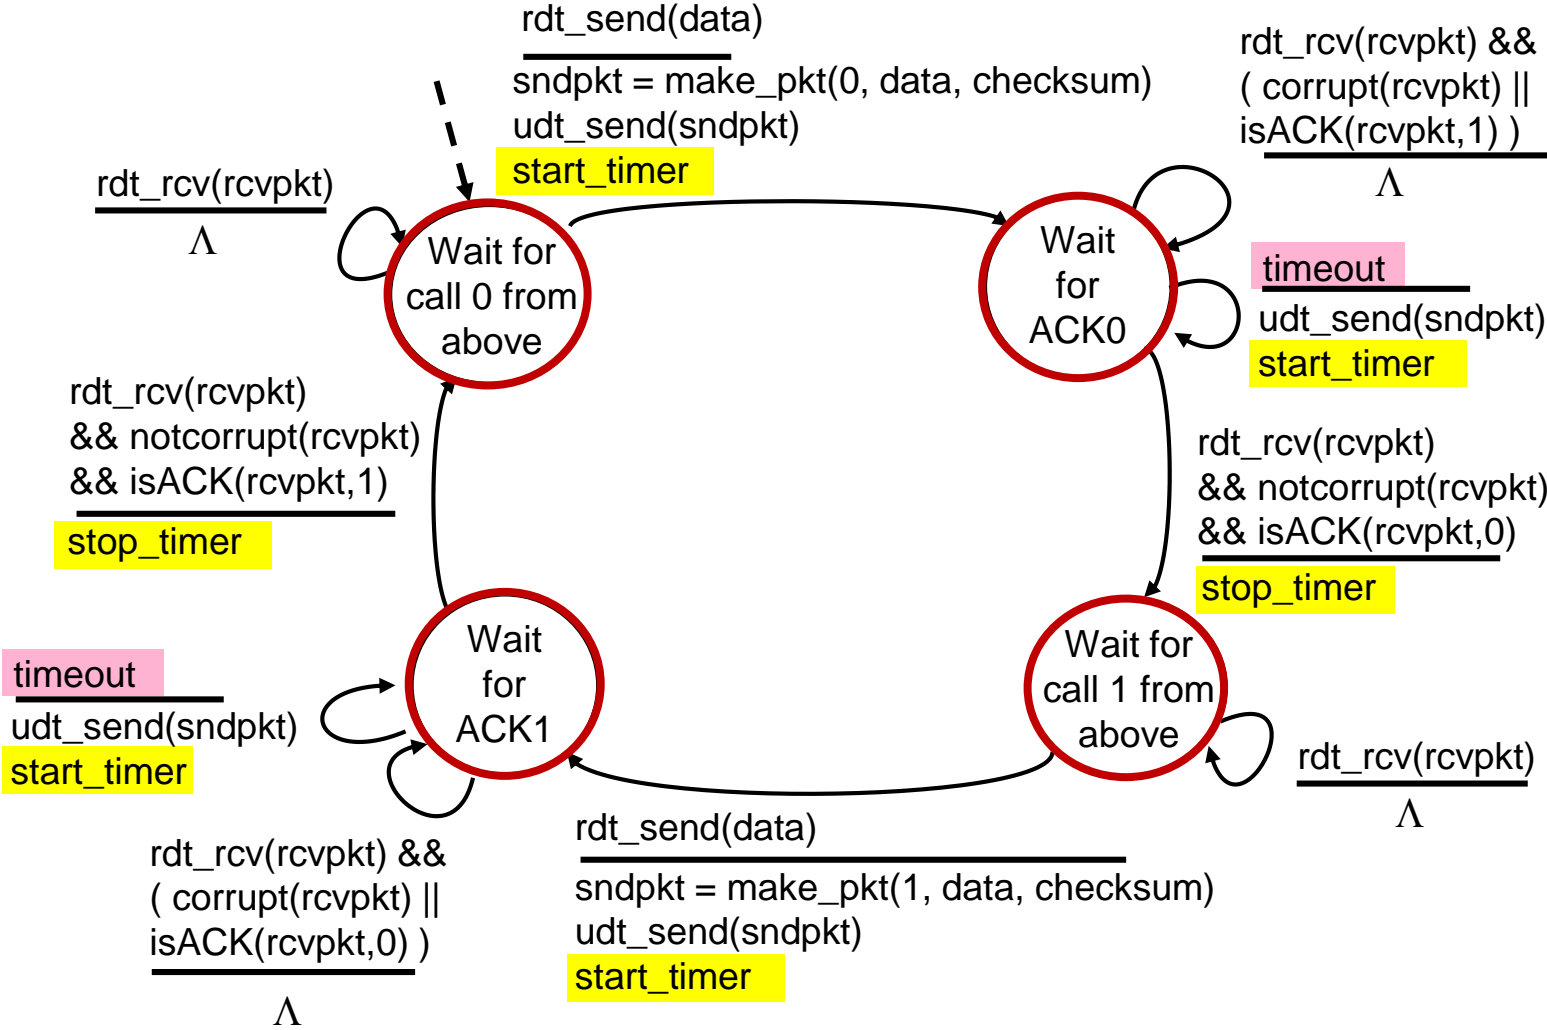 rdt_send(data)
sndpkt = make_pkt(0, data, checksum)
udt_send(sndpkt)
start_timer
rdt_rcv(rcvpkt) &&
( corrupt(rcvpkt) ||
isACK(rcvpkt,1) )
Λ
rdt_rcv(rcvpkt)
Λ
Wait for
call 0 from
above
Wait
for
ACK0
timeout
udt_send(sndpkt)
start_timer
rdt_rcv(rcvpkt)
&& notcorrupt(rcvpkt)
&& isACK(rcvpkt,1)
stop_timer
rdt_rcv(rcvpkt)
&& notcorrupt(rcvpkt)
&& isACK(rcvpkt,0)
stop_timer
Wait
for
ACK1
Wait for
call 1 from
above
timeout
udt_send(sndpkt)
start_timer
rdt_rcv(rcvpkt)
Λ
rdt_rcv(rcvpkt) &&
( corrupt(rcvpkt) ||
isACK(rcvpkt,0) )
Λ
rdt_send(data)
sndpkt = make_pkt(1, data, checksum)
udt_send(sndpkt)
start_timer